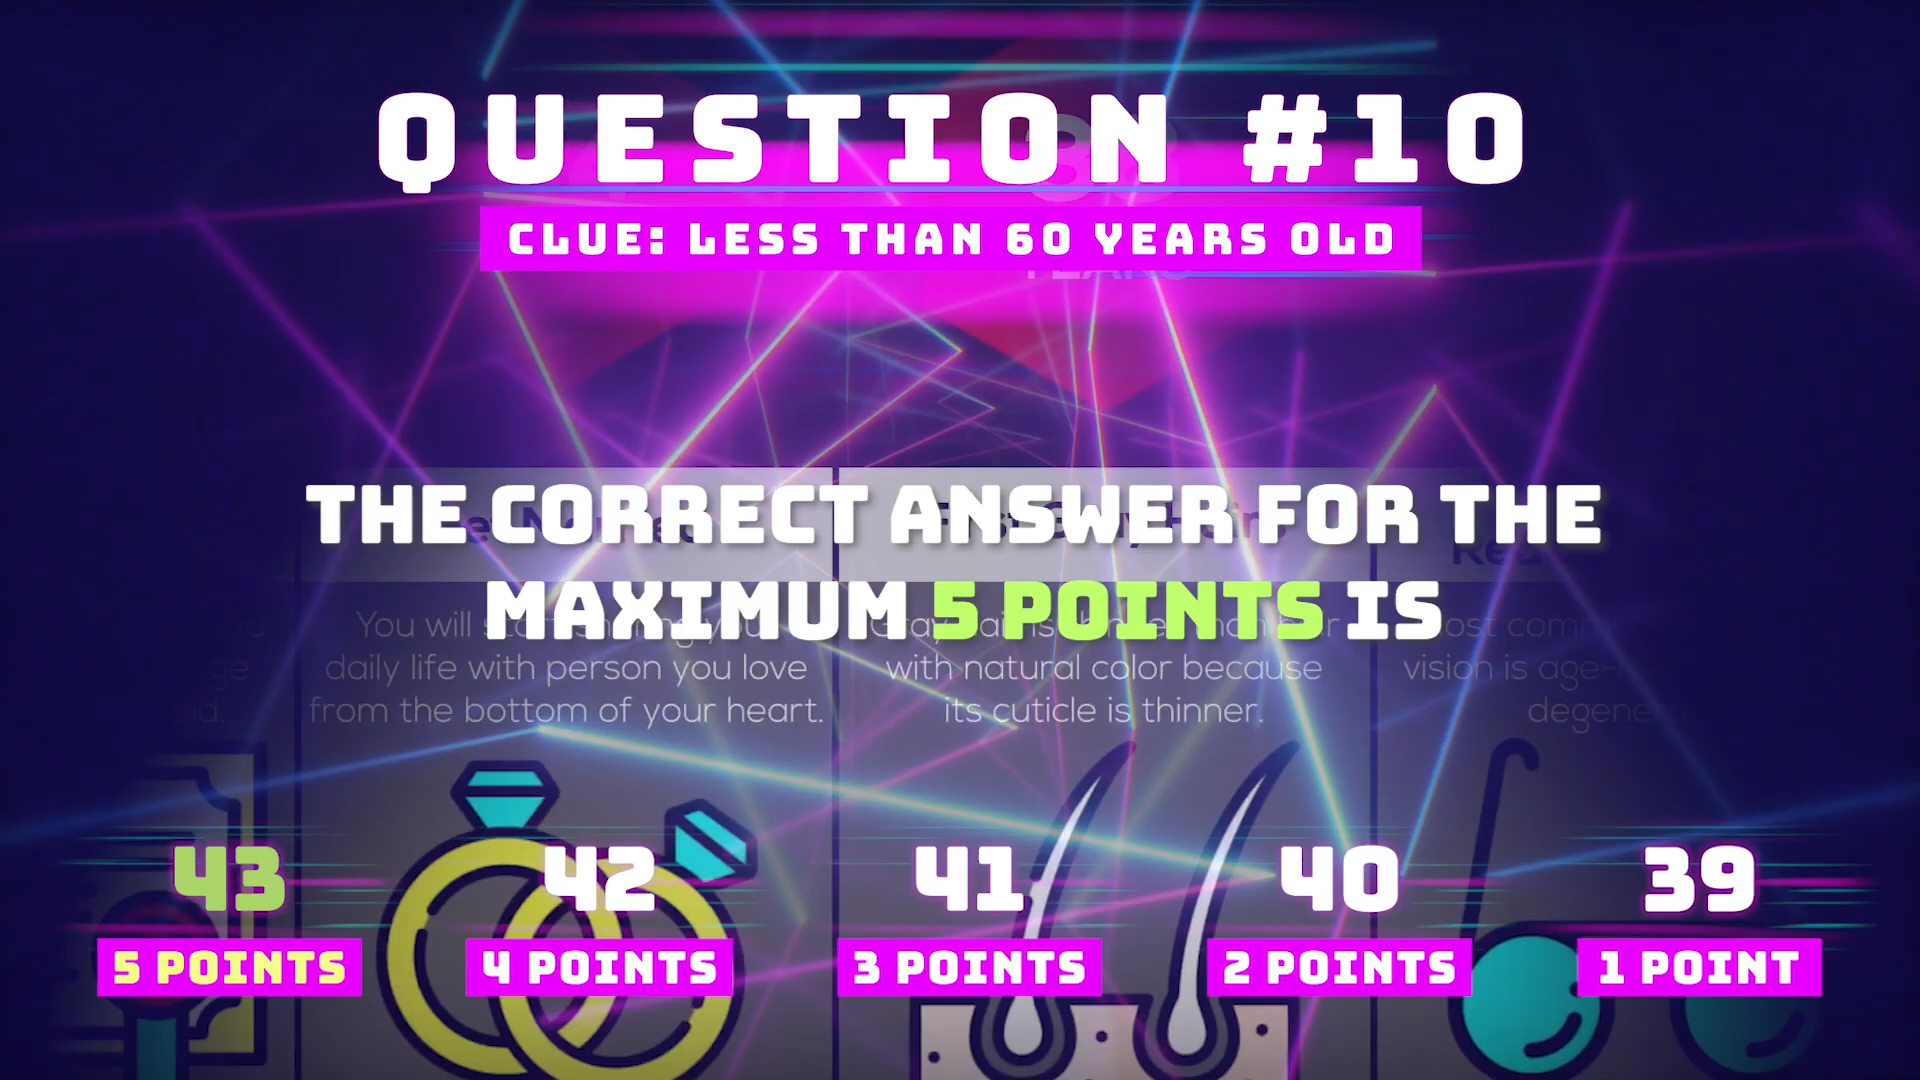 QUESTION #10
CLUE: LESS THAN 60 YEARS OLD
THE CORRECT ANSWER FOR THE
MAXIMUM 5 POINTS IS
You will
daily life with person you love
with natural color because
vision is age-
from the bottom of your heart.
its cuticle is thinner.
43 42 41 40 39
5 POINTS 4 POINTS 3 POINTS 2 POINTS 1 POINT